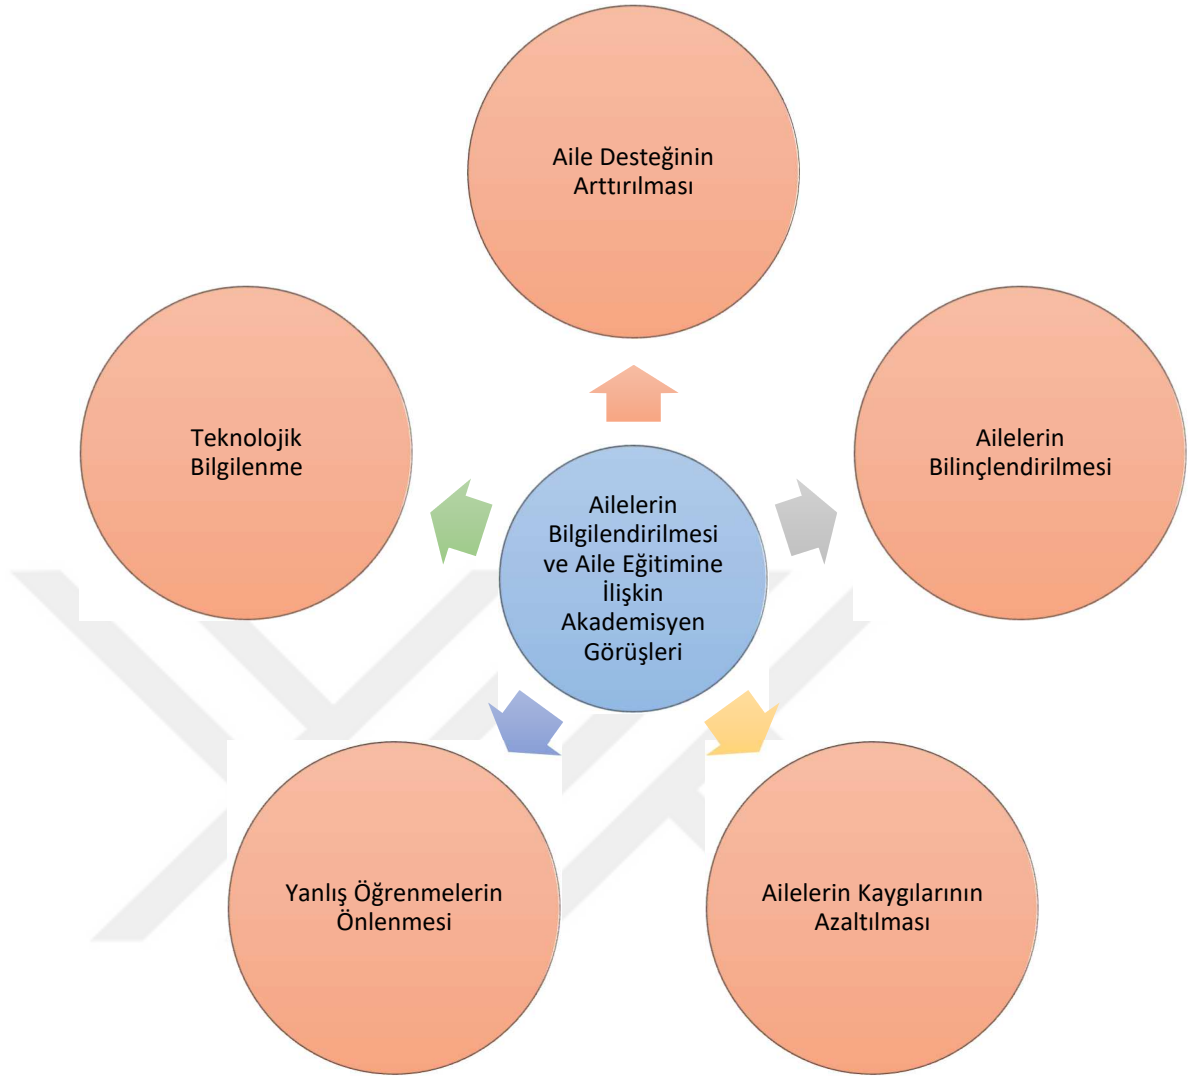 Aile Desteğinin
Arttırılması
Teknolojik
Bilgilenme
Ailelerin
Bilinçlendirilmesi
Ailelerin
Bilgilendirilmesi
ve Aile Eğitimine
İlişkin
Akademisyen
Görüşleri
Yanlış Öğrenmelerin
Önlenmesi
Ailelerin Kaygılarının
Azaltılması